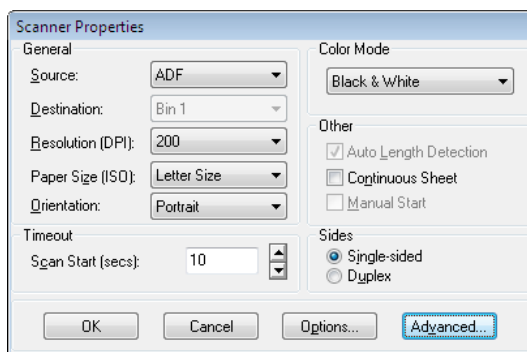 Scanner Properties
General
Source: ADF
Destination: Bin 1
Resolution (DPI): 200
Paper Size (ISO): Letter Size
Orientation: Portrait
Timeout
Scan Start (secs): 10
Color Mode
Black & White
Other
Auto Length Detection
Continuous Sheet
Manual Start
Sides
Single-sided
Duplex
OK Cancel Options... Advanced...